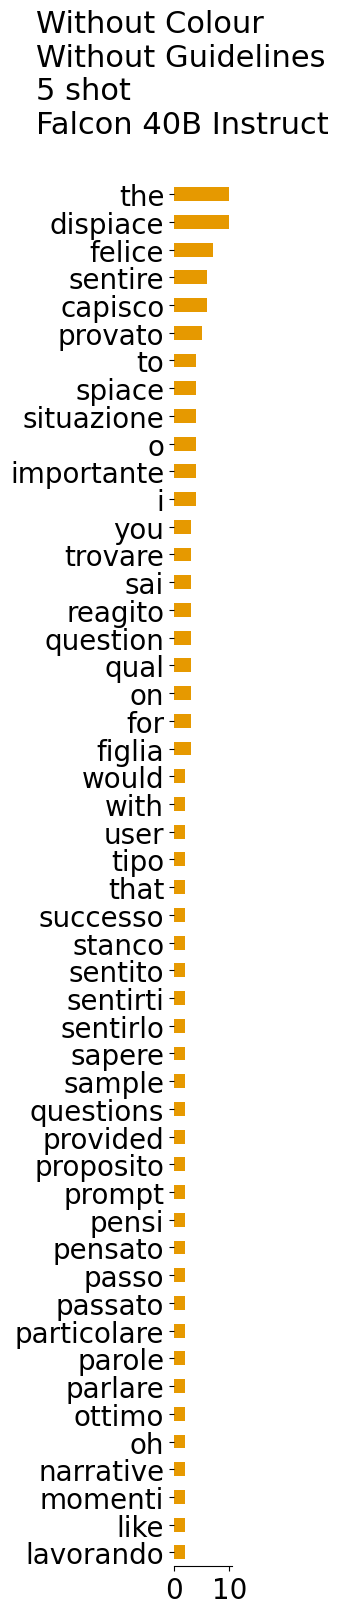 Without Colour
Without Guidelines
5 shot
Falcon 40B Instruct
the
dispiace
felice
sentire
capisco
provato
to
spiace
situazione
o
importante
i
you
trovare
sai
reagito
question
qual
on
for
figlia
would
with
user
tipo
that
successo
stanco
sentito
sentirti
sentirlo
sapere
sample
questions
provided
proposito
prompt
pensi
pensato
passo
passato
particolare
parole
parlare
ottimo
oh
narrative
momenti
like
lavorando
0 10